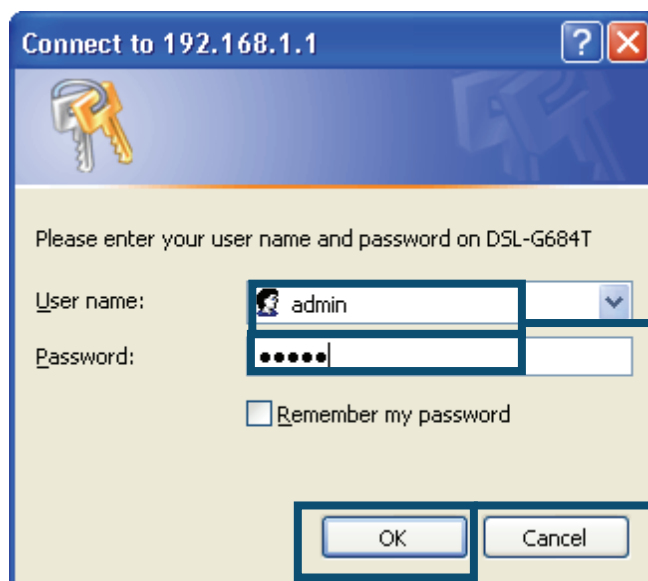 Connect to 192.168.1.1
Please enter your user name and password on DSL-G684T
User name: admin
Password: •••••
Remember my password
OK Cancel